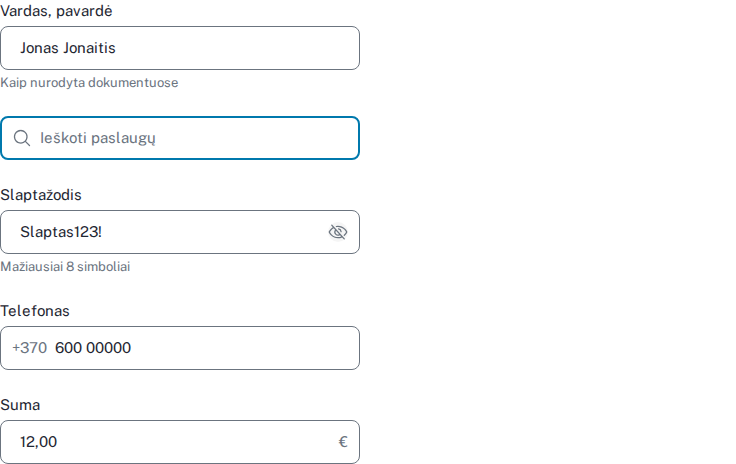 Vardas, pavardė
Jonas Jonaitis
Kaip nurodyta dokumentuose
Ieškoti paslaugų
Slaptažodis
Slaptas123!
Mažiausiai 8 simboliai
Telefonas
+370 600 00000
Suma
12,00 €